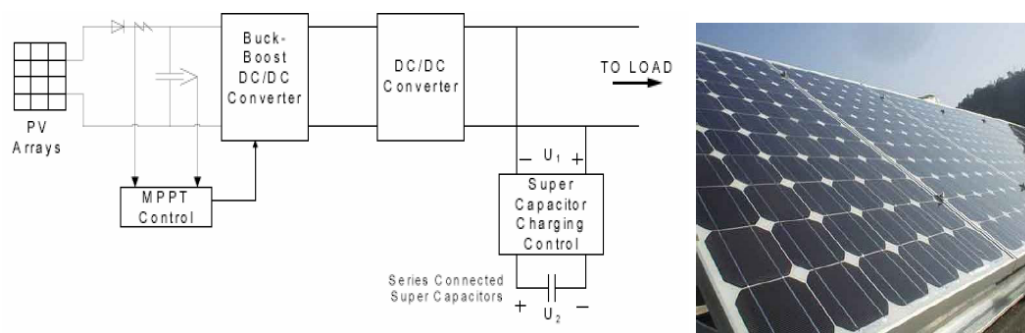 Buck-
Boost
DC/DC
Converter
DC/DC
Converter
TO LOAD
PV
Arrays
MPPT
Control
− U1 +
Super
Capacitor
Charging
Control
Series Connected
Super Capacitors
+ U2 −